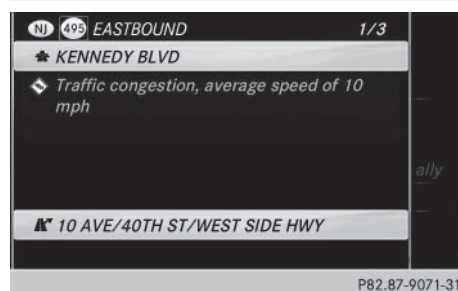 NJ 495 EASTBOUND 1/3
KENNEDY BLVD
Traffic congestion, average speed of 10
mph
ally
10 AVE/40TH ST/WEST SIDE HWY
P82.87-9071-31